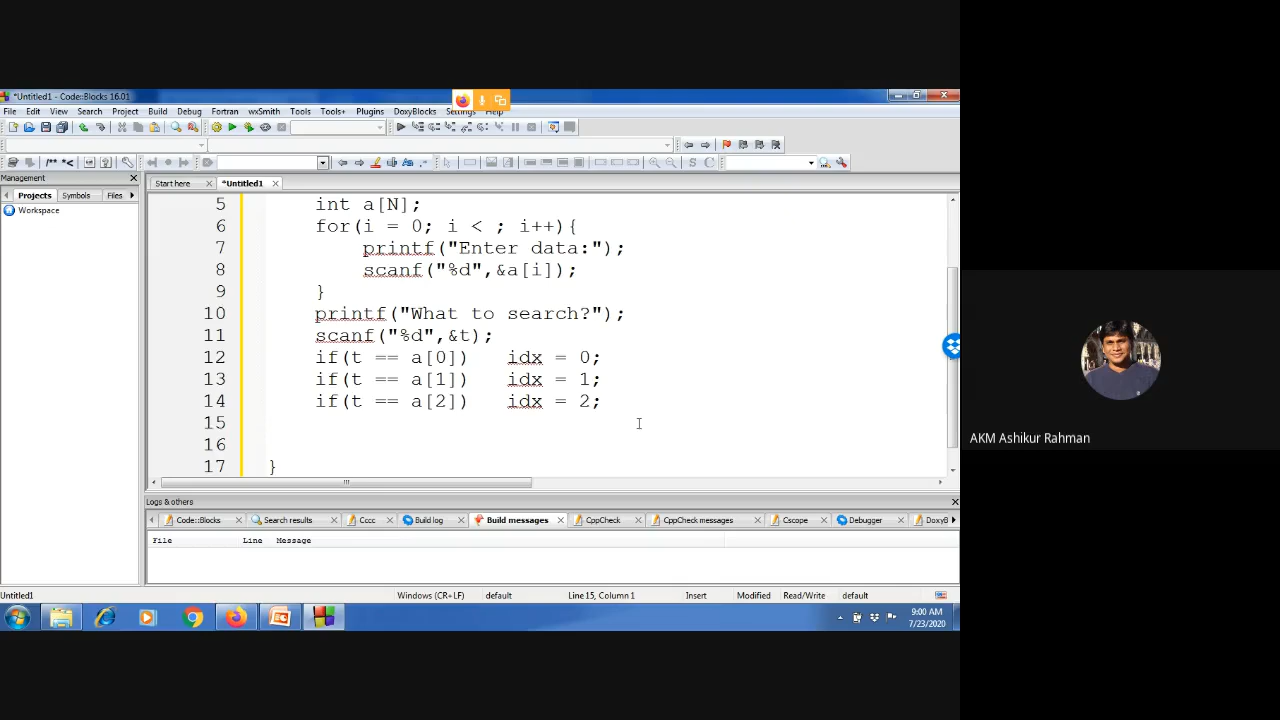 *Untitled1 - Code::Blocks 16.01
File Edit View Search Project Build Debug Fortran wxSmith Tools Tools+ Plugins DoxyBlocks Settings Help
/** *<
S C
Management
Projects Symbols Files
Workspace
Start here *Untitled1
5 int a[N];
6 for(i = 0; i < ; i++){
7 printf("Enter data:");
8 scanf("%d",&a[i]);
9 }
10 printf("What to search?");
11 scanf("%d",&t);
12 if(t == a[0]) idx = 0;
13 if(t == a[1]) idx = 1;
14 if(t == a[2]) idx = 2;
15
16
17 }
AKM Ashikur Rahman
Logs & others
Code::Blocks Search results Cccc Build log Build messages CppCheck CppCheck messages Cscope Debugger DoxyB
File Line Message
Untitled1 Windows (CR+LF) default Line 15, Column 1 Insert Modified Read/Write default
9:00 AM
7/23/2020